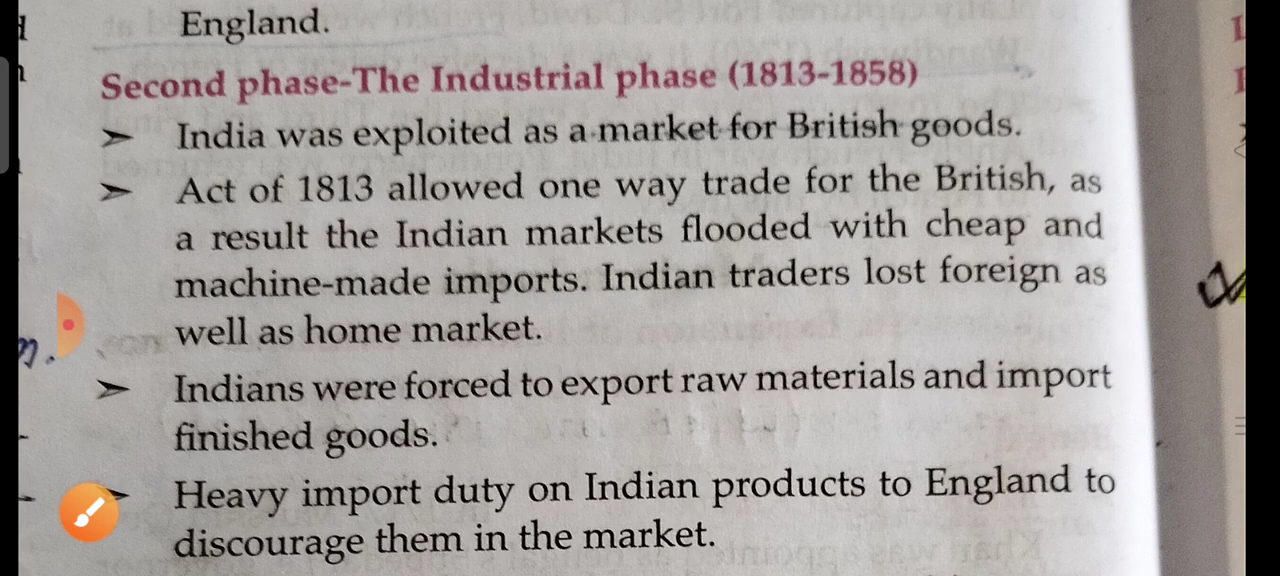 England.
Second phase-The Industrial phase (1813-1858)
➤ India was exploited as a market for British goods.
➤ Act of 1813 allowed one way trade for the British, as
a result the Indian markets flooded with cheap and
machine-made imports. Indian traders lost foreign as
well as home market.
➤ Indians were forced to export raw materials and import
finished goods.
➤ Heavy import duty on Indian products to England to
discourage them in the market.